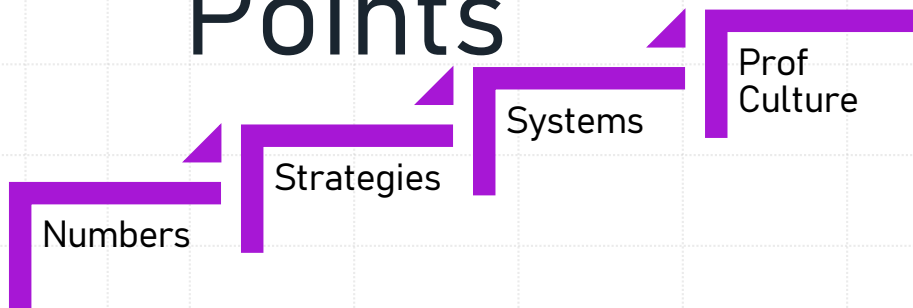 Points
Numbers
Strategies
Systems
Prof
Culture